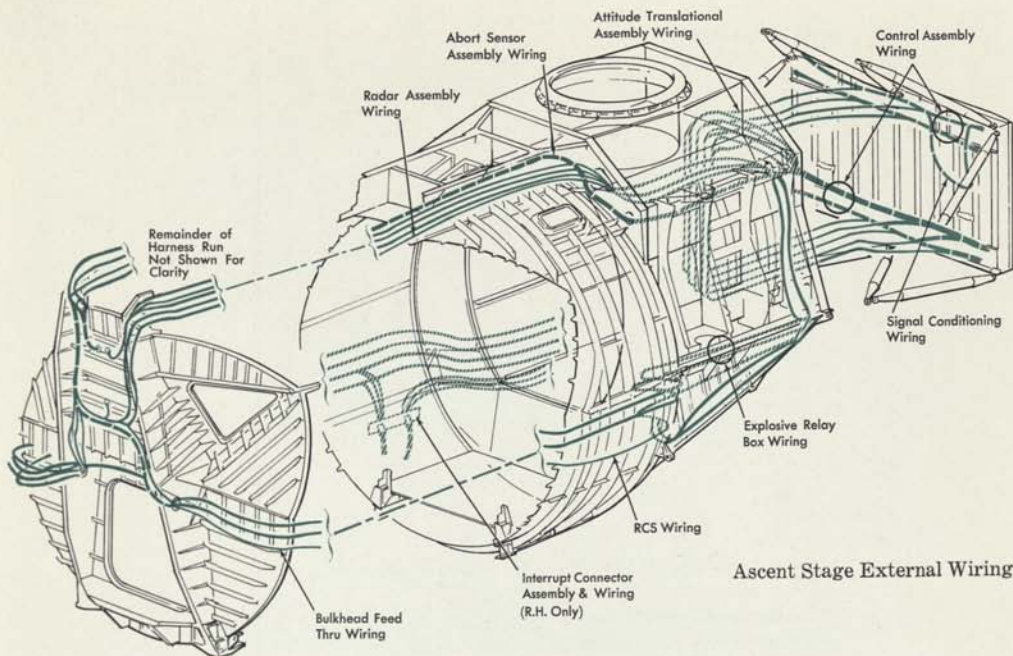 Attitude Translational
Assembly Wiring
Abort Sensor
Assembly Wiring
Control Assembly
Wiring
Radar Assembly
Wiring
Remainder of
Harness Run
Not Shown For
Clarity
Signal Conditioning
Wiring
Explosive Relay
Box Wiring
RCS Wiring
Interrupt Connector
Assembly & Wiring
(R.H. Only)
Bulkhead Feed
Thru Wiring
Ascent Stage External Wiring